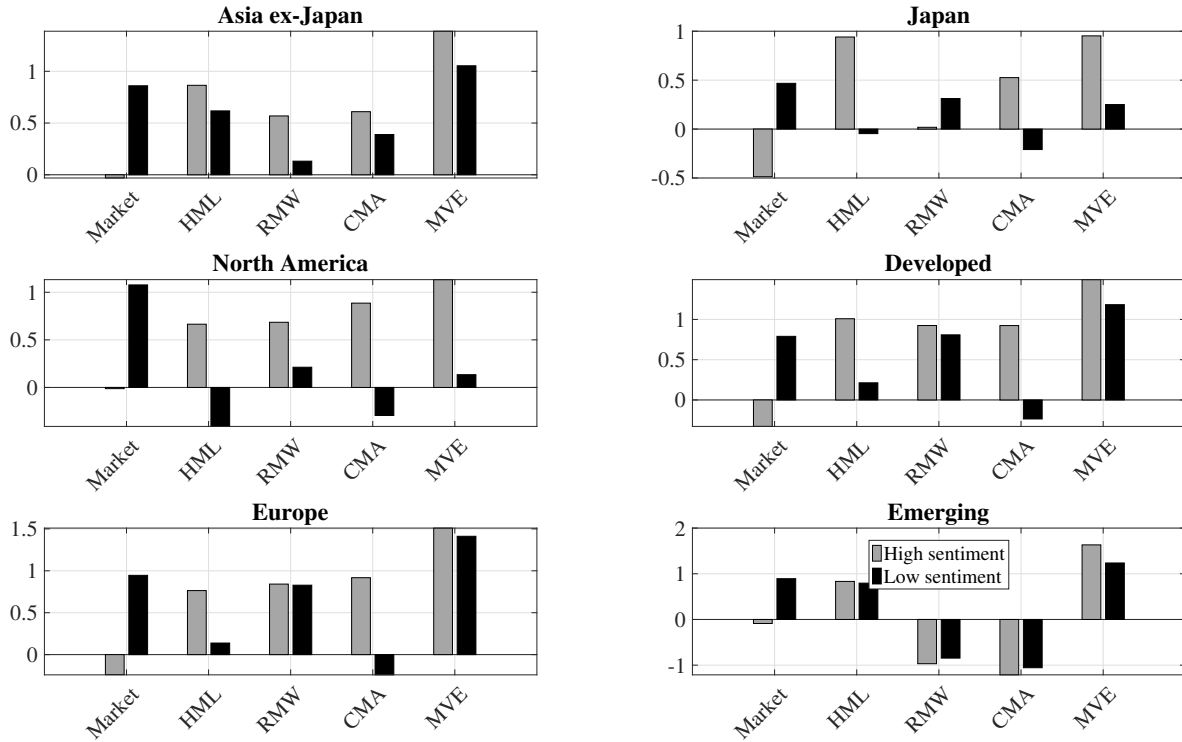 Asia ex-Japan
1
0.5
0
Market
HML
RMW
CMA
MVE
Japan
1
0.5
0
-0.5
Market
HML
RMW
CMA
MVE
North America
1
0.5
0
Market
HML
RMW
CMA
MVE
Developed
1
0.5
0
Market
HML
RMW
CMA
MVE
Europe
1.5
1
0.5
0
Market
HML
RMW
CMA
MVE
Emerging
2
1
0
-1
High sentiment
Low sentiment
Market
HML
RMW
CMA
MVE